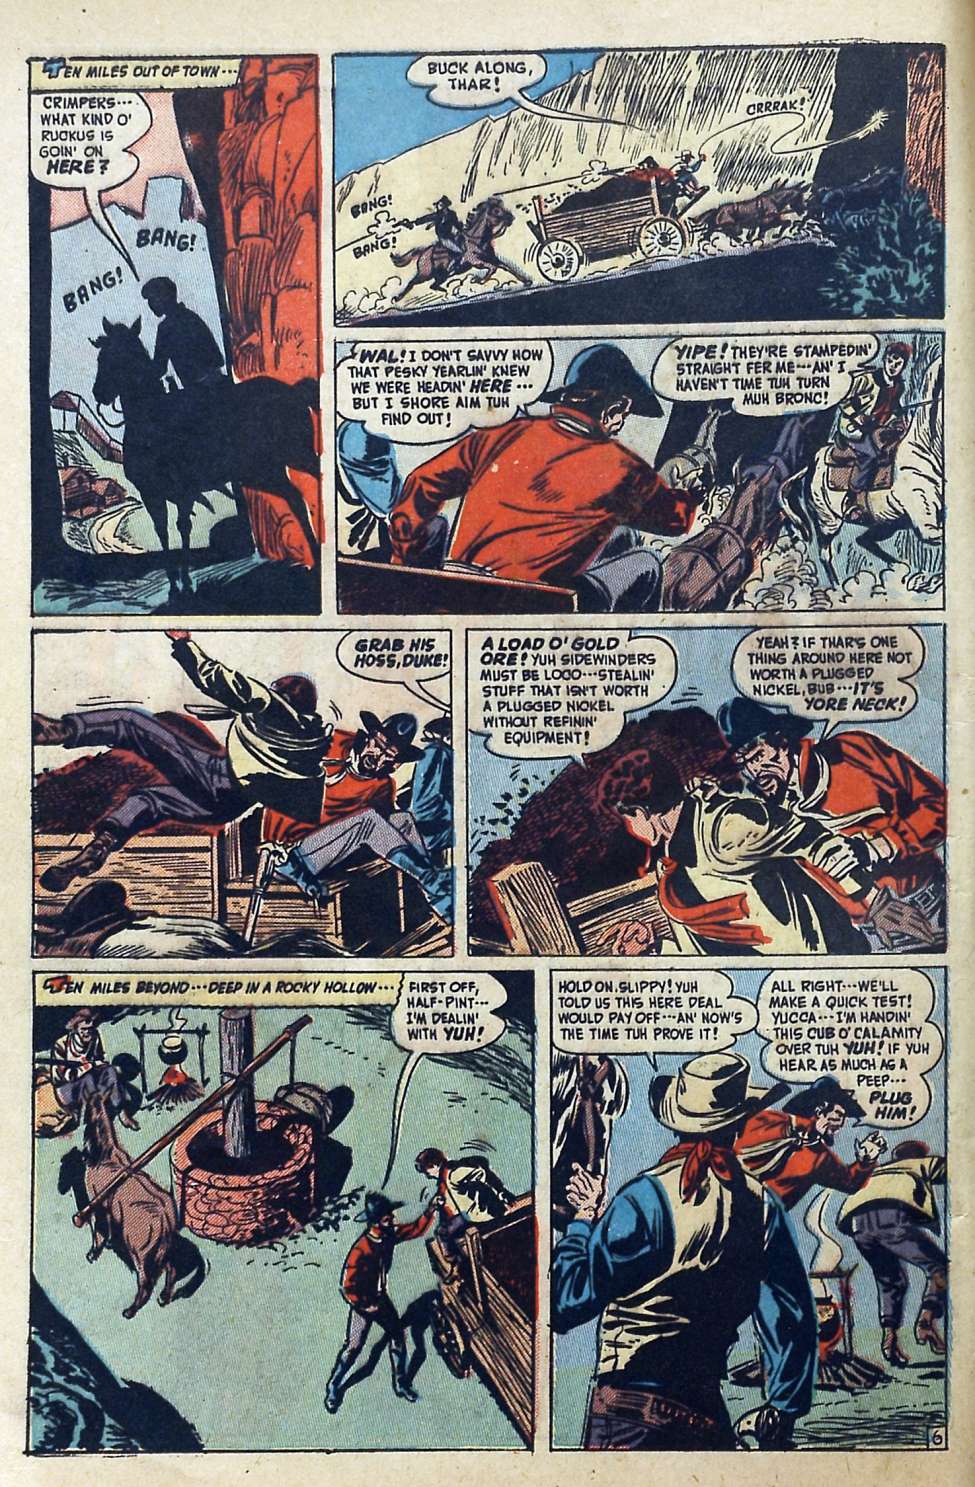 TEN MILES OUT OF TOWN---
CRIMPERS---
WHAT KIND O'
RUCKUS IS
GOIN' ON
HERE?
BANG!
BANG!
BUCK ALONG,
THAR!
CRRRAK!
BANG!
BANG!
WAL! I DON'T SAVVY HOW
THAT PESKY YEARLIN' KNEW
WE WERE HEADIN' HERE---
BUT I SHORE AIM TUH
FIND OUT!
YIPE! THEY'RE STAMPEDIN'
STRAIGHT FER ME---AN' I
HAVEN'T TIME TUH TURN
MUH BRONC!
GRAB HIS
HOSS, DUKE!
A LOAD O' GOLD
ORE! YUH SIDEWINDERS
MUST BE LOCO---STEALIN'
STUFF THAT ISN'T WORTH
A PLUGGED NICKEL
WITHOUT REFININ'
EQUIPMENT!
YEAH? IF THAR'S ONE
THING AROUND HERE NOT
WORTH A PLUGGED
NICKEL, BUB---IT'S
YORE NECK!
TEN MILES BEYOND---DEEP IN A ROCKY HOLLOW---
FIRST OFF,
HALF-PINT---
I'M DEALIN'
WITH YUH!
HOLD ON, SLIPPY! YUH
TOLD US THIS HERE DEAL
WOULD PAY OFF---AN' NOW'S
THE TIME TUH PROVE IT!
ALL RIGHT---WE'LL
MAKE A QUICK TEST!
YUCCA---I'M HANDIN'
THIS CUB O' CALAMITY
OVER TUH YUH! IF YUH
HEAR AS MUCH AS A
PEEP---
PLUG
HIM!
6